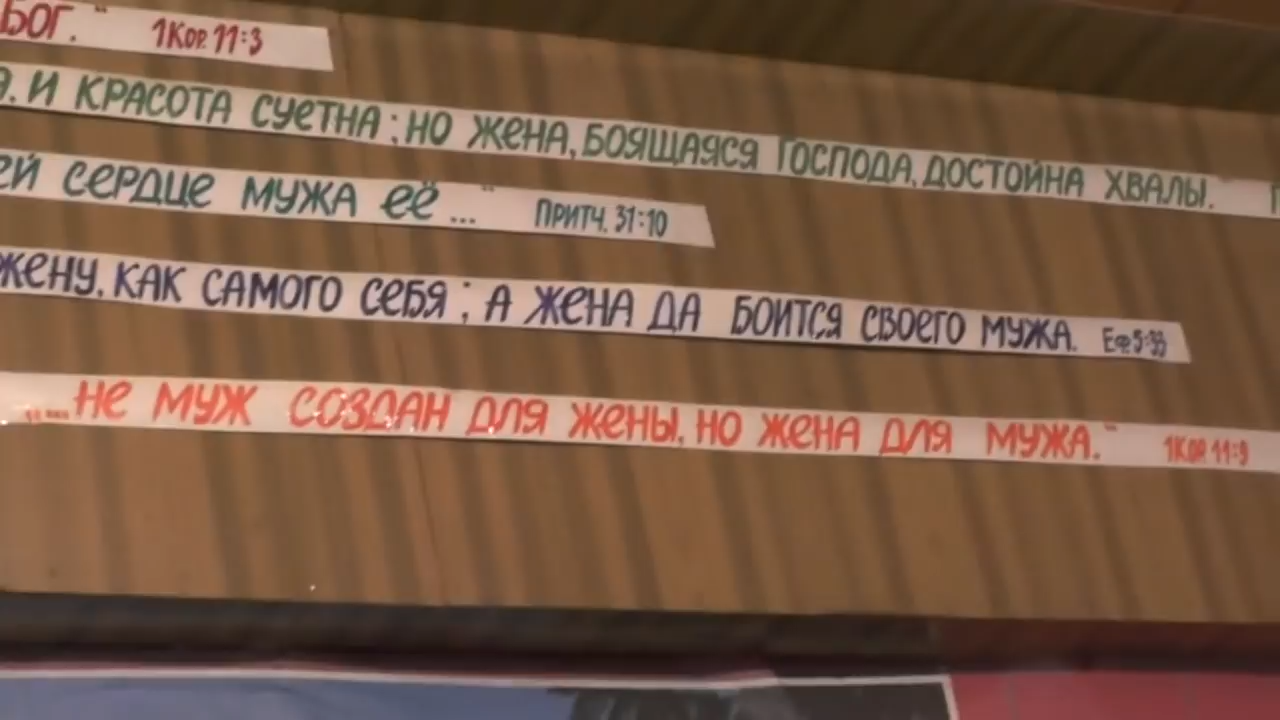 БОГ." 1Кор. 11:3
. И КРАСОТА СУЕТНА; НО ЖЕНА, БОЯЩАЯСЯ ГОСПОДА, ДОСТОЙНА ХВАЛЫ.
ЕЙ СЕРДЦЕ МУЖА ЕЁ..." ПРИТЧ. 31:10
ЖЕНУ, КАК САМОГО СЕБЯ; А ЖЕНА ДА БОИТСЯ СВОЕГО МУЖА. Еф 5:33
"...НЕ МУЖ СОЗДАН ДЛЯ ЖЕНЫ, НО ЖЕНА ДЛЯ МУЖА." 1Кор. 11:9